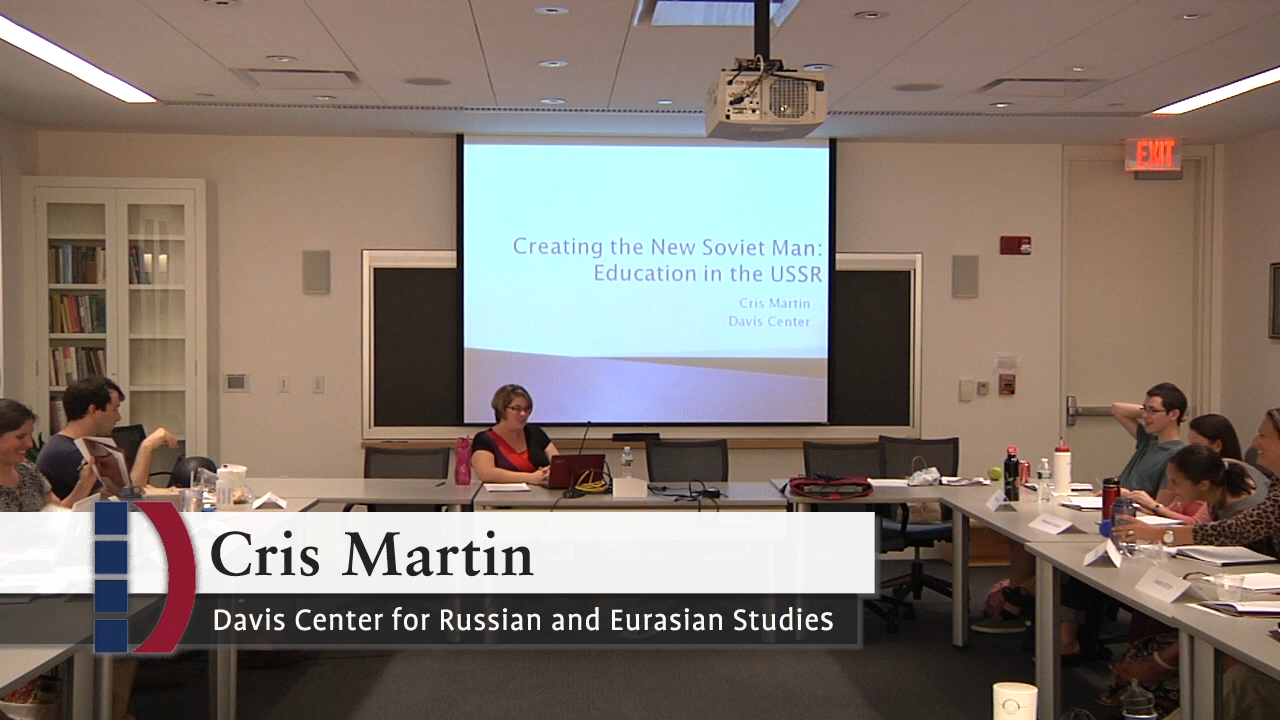 EXIT
Creating the New Soviet Man:
Education in the USSR
Cris Martin
Davis Center
Cris Martin
Davis Center for Russian and Eurasian Studies